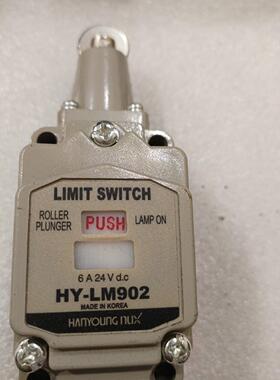 LIMIT SWITCH
ROLLER PLUNGER PUSH LAMP ON
6 A 24 V d.c
HY-LM902
MADE IN KOREA
HANYOUNG nux